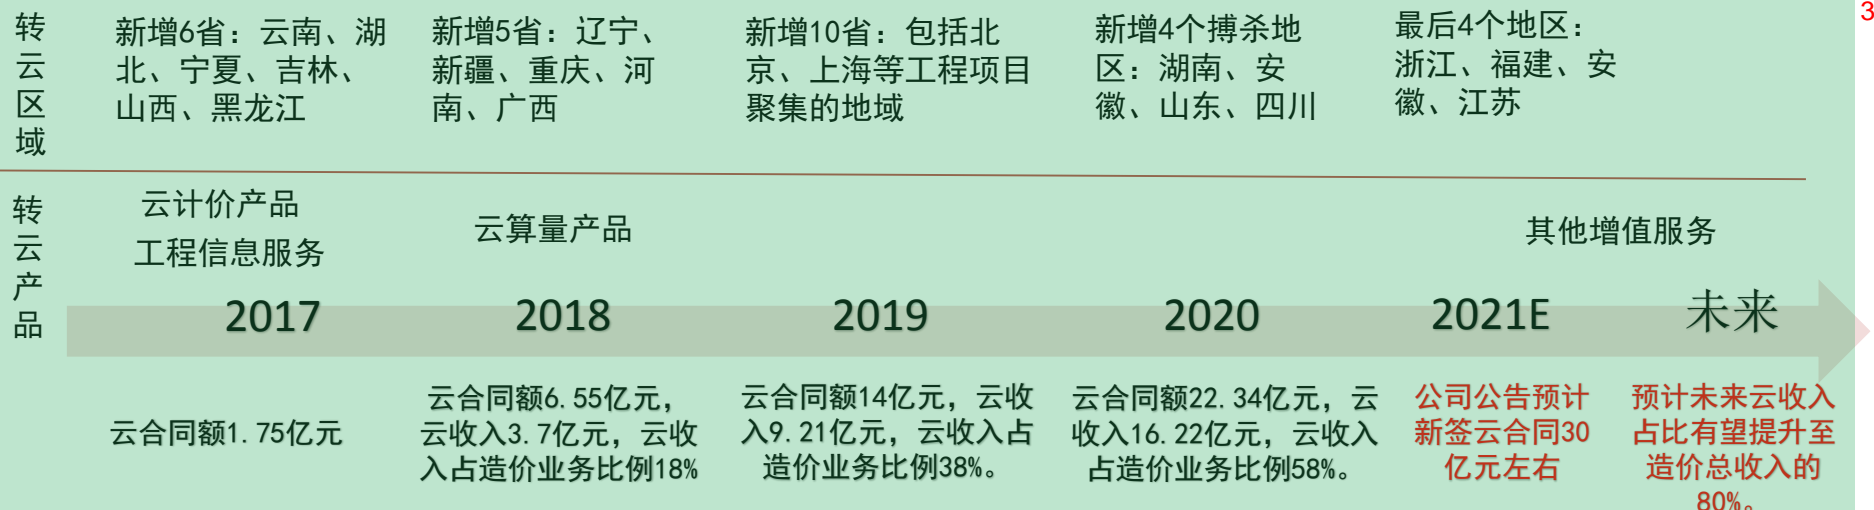 转云区域
新增6省：云南、湖
北、宁夏、吉林、
山西、黑龙江
新增5省：辽宁、
新疆、重庆、河
南、广西
新增10省：包括北
京、上海等工程项目
聚集的地域
新增4个搏杀地
区：湖南、安
徽、山东、四川
最后4个地区：
浙江、福建、安
徽、江苏
3
转云产品
云计价产品
工程信息服务
云算量产品
其他增值服务
2017
2018
2019
2020
2021E
未来
云合同额1.75亿元
云合同额6.55亿元，
云收入3.7亿元，云收
入占造价业务比例18%
云合同额14亿元，云收
入9.21亿元，云收入占
造价业务比例38%。
云合同额22.34亿元，云
收入16.22亿元，云收入
占造价业务比例58%。
公司公告预计
新签云合同30
亿元左右
预计未来云收入
占比有望提升至
造价总收入的
80%。